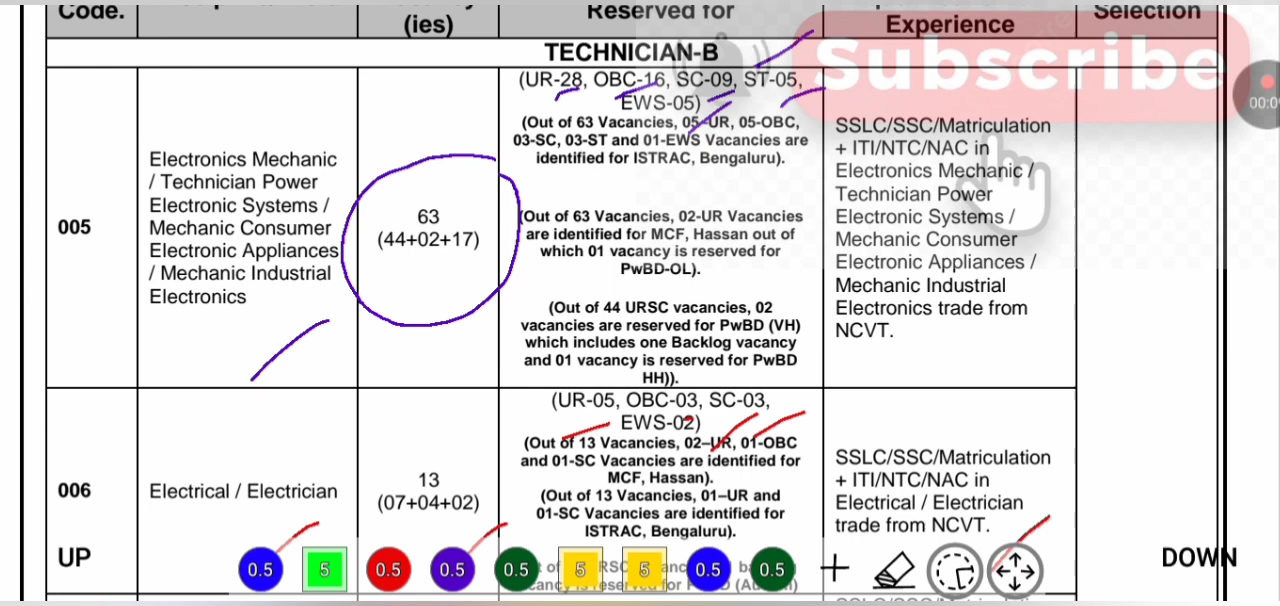 Code.
(ies)
Reserved for
Experience
Selection
Subscribe
00:0
TECHNICIAN-B
005
Electronics Mechanic
/ Technician Power
Electronic Systems /
Mechanic Consumer
Electronic Appliances
/ Mechanic Industrial
Electronics
63
(44+02+17)
(UR-28, OBC-16, SC-09, ST-05,
EWS-05)
(Out of 63 Vacancies, 05-UR, 05-OBC,
03-SC, 03-ST and 01-EWS Vacancies are
identified for ISTRAC, Bengaluru).
(Out of 63 Vacancies, 02-UR Vacancies
are identified for MCF, Hassan out of
which 01 vacancy is reserved for
PwBD-OL).
(Out of 44 URSC vacancies, 02
vacancies are reserved for PwBD (VH)
which includes one Backlog vacancy
and 01 vacancy is reserved for PwBD
HH)).
SSLC/SSC/Matriculation
+ ITI/NTC/NAC in
Electronics Mechanic /
Technician Power
Electronic Systems /
Mechanic Consumer
Electronic Appliances /
Mechanic Industrial
Electronics trade from
NCVT.
006
Electrical / Electrician
13
(07+04+02)
(UR-05, OBC-03, SC-03,
EWS-02)
(Out of 13 Vacancies, 02–UR, 01-OBC
and 01-SC Vacancies are identified for
MCF, Hassan).
(Out of 13 Vacancies, 01–UR and
01-SC Vacancies are identified for
ISTRAC, Bengaluru).
SSLC/SSC/Matriculation
+ ITI/NTC/NAC in
Electrical / Electrician
trade from NCVT.
UP
0.5 5 0.5 0.5 0.5 5 5 0.5 0.5
DOWN